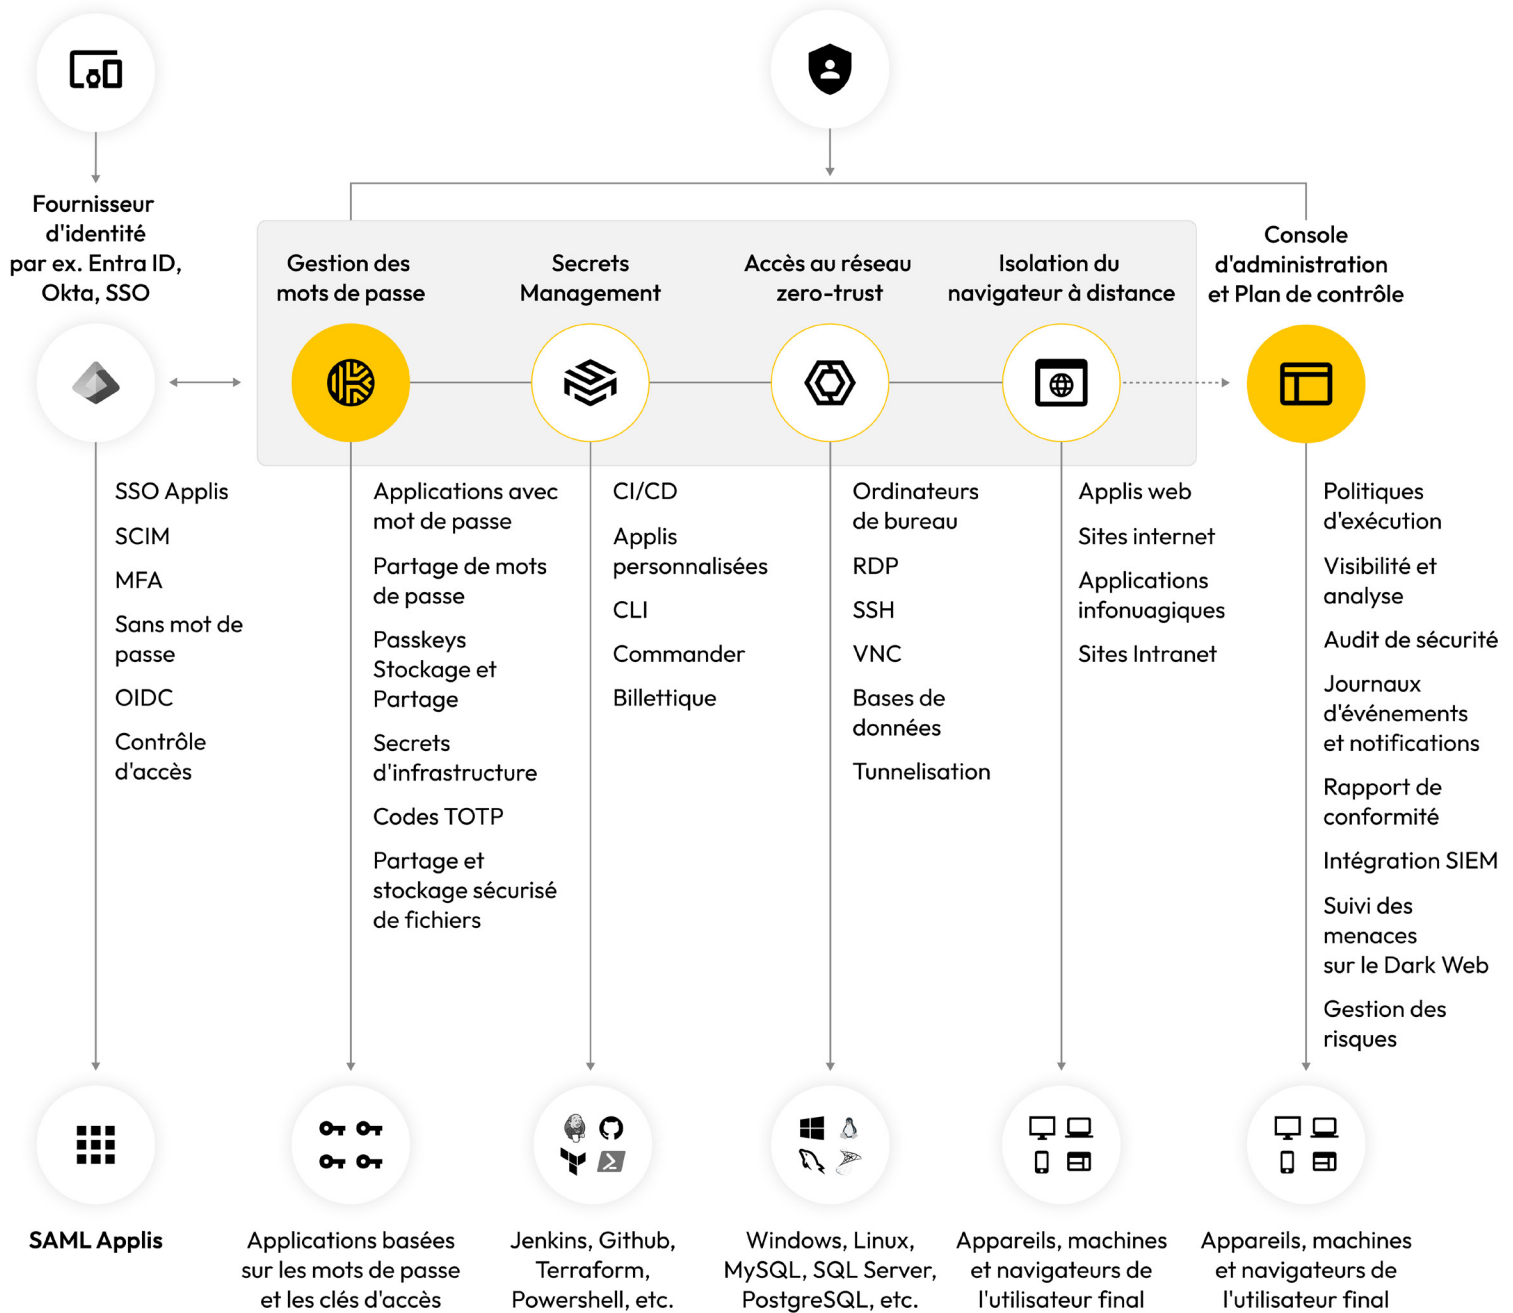 Fournisseur
d'identité
par ex. Entra ID,
Okta, SSO
Gestion des
mots de passe
Secrets
Management
Accès au réseau
zero-trust
Isolation du
navigateur à distance
Console
d'administration
et Plan de contrôle
SSO Applis
SCIM
MFA
Sans mot de
passe
OIDC
Contrôle
d'accès
Applications avec
mot de passe
Partage de mots
de passe
Passkeys
Stockage et
Partage
Secrets
d'infrastructure
Codes TOTP
Partage et
stockage sécurisé
de fichiers
CI/CD
Applis
personnalisées
CLI
Commander
Billettique
Ordinateurs
de bureau
RDP
SSH
VNC
Bases de
données
Tunnelisation
Applis web
Sites internet
Applications
infonuagiques
Sites Intranet
Politiques
d'exécution
Visibilité et
analyse
Audit de sécurité
Journaux
d'événements
et notifications
Rapport de
conformité
Intégration SIEM
Suivi des
menaces
sur le Dark Web
Gestion des
risques
SAML Applis
Applications basées
sur les mots de passe
et les clés d'accès
Jenkins, Github,
Terraform,
Powershell, etc.
Windows, Linux,
MySQL, SQL Server,
PostgreSQL, etc.
Appareils, machines
et navigateurs de
l'utilisateur final
Appareils, machines
et navigateurs de
l'utilisateur final